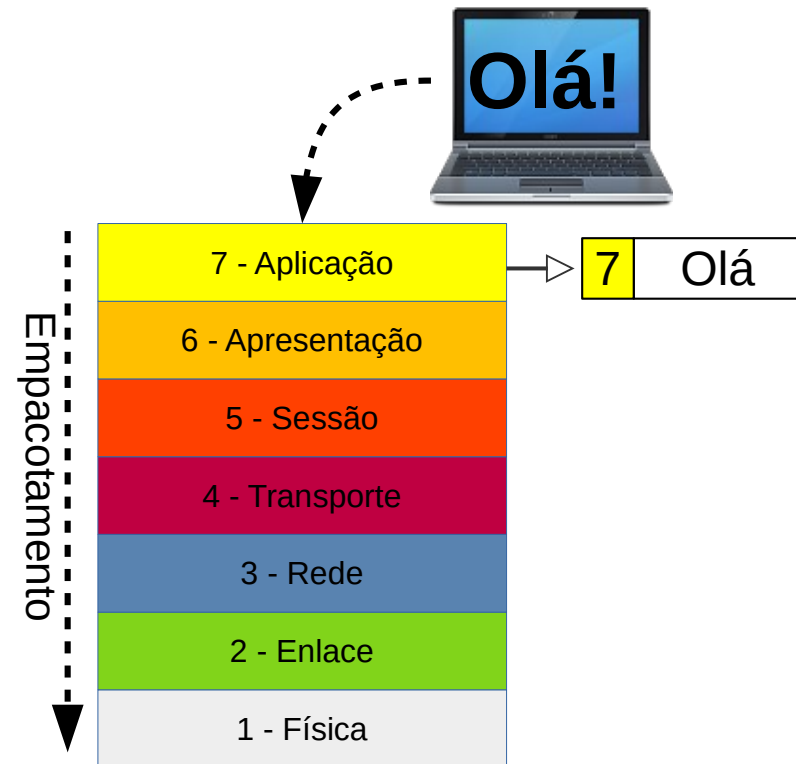 Olá!
7 - Aplicação
7 Olá
6 - Apresentação
5 - Sessão
4 - Transporte
3 - Rede
2 - Enlace
1 - Física
Empacotamento